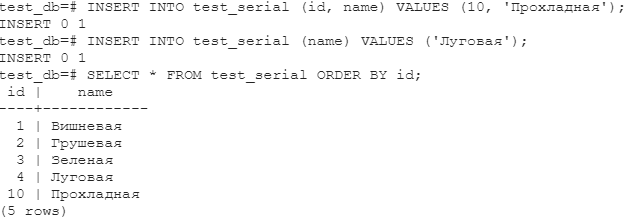 test_db=# INSERT INTO test_serial (id, name) VALUES (10, 'Прохладная');
INSERT 0 1
test_db=# INSERT INTO test_serial (name) VALUES ('Луговая');
INSERT 0 1
test_db=# SELECT * FROM test_serial ORDER BY id;
 id |    name
----+------------
  1 | Вишневая
  2 | Грушевая
  3 | Зеленая
  4 | Луговая
 10 | Прохладная
(5 rows)